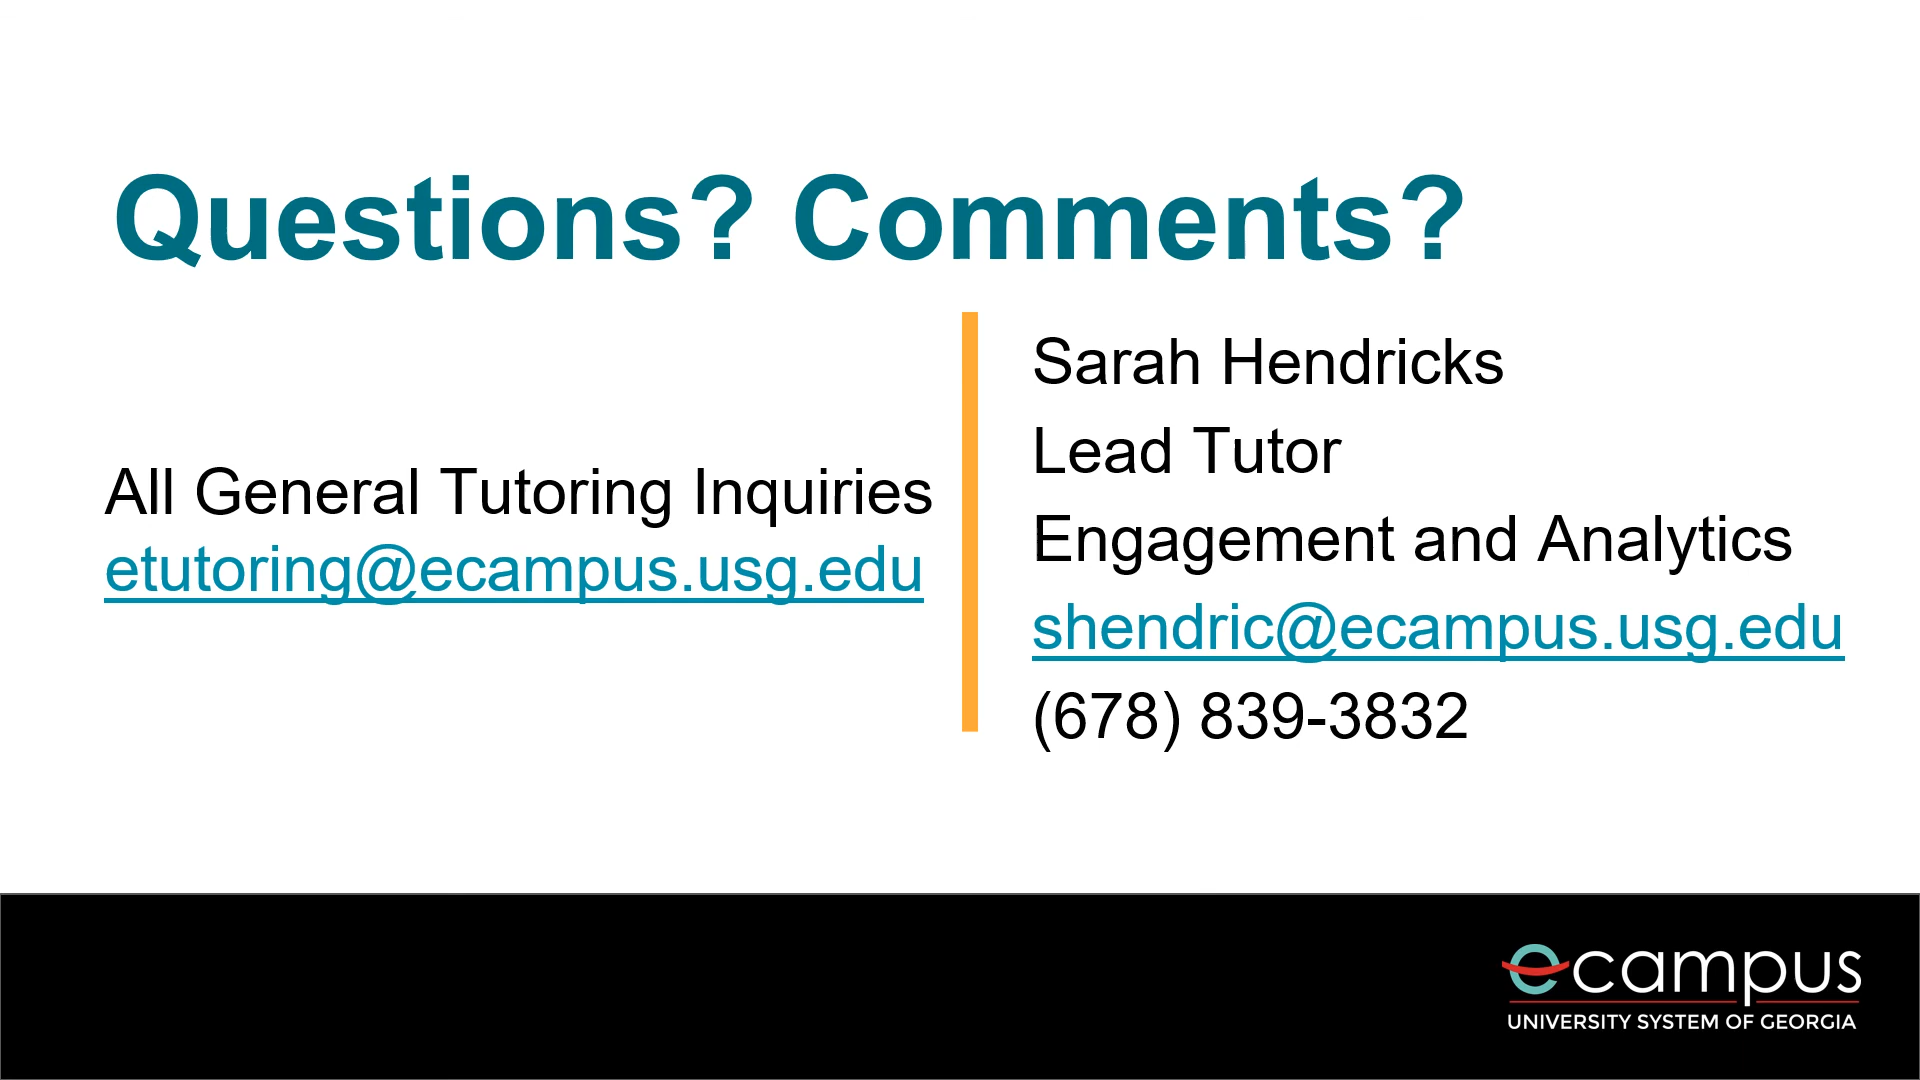 Questions? Comments?
All General Tutoring Inquiries
etutoring@ecampus.usg.edu
Sarah Hendricks
Lead Tutor
Engagement and Analytics
shendric@ecampus.usg.edu
(678) 839-3832
ecampus
UNIVERSITY SYSTEM OF GEORGIA